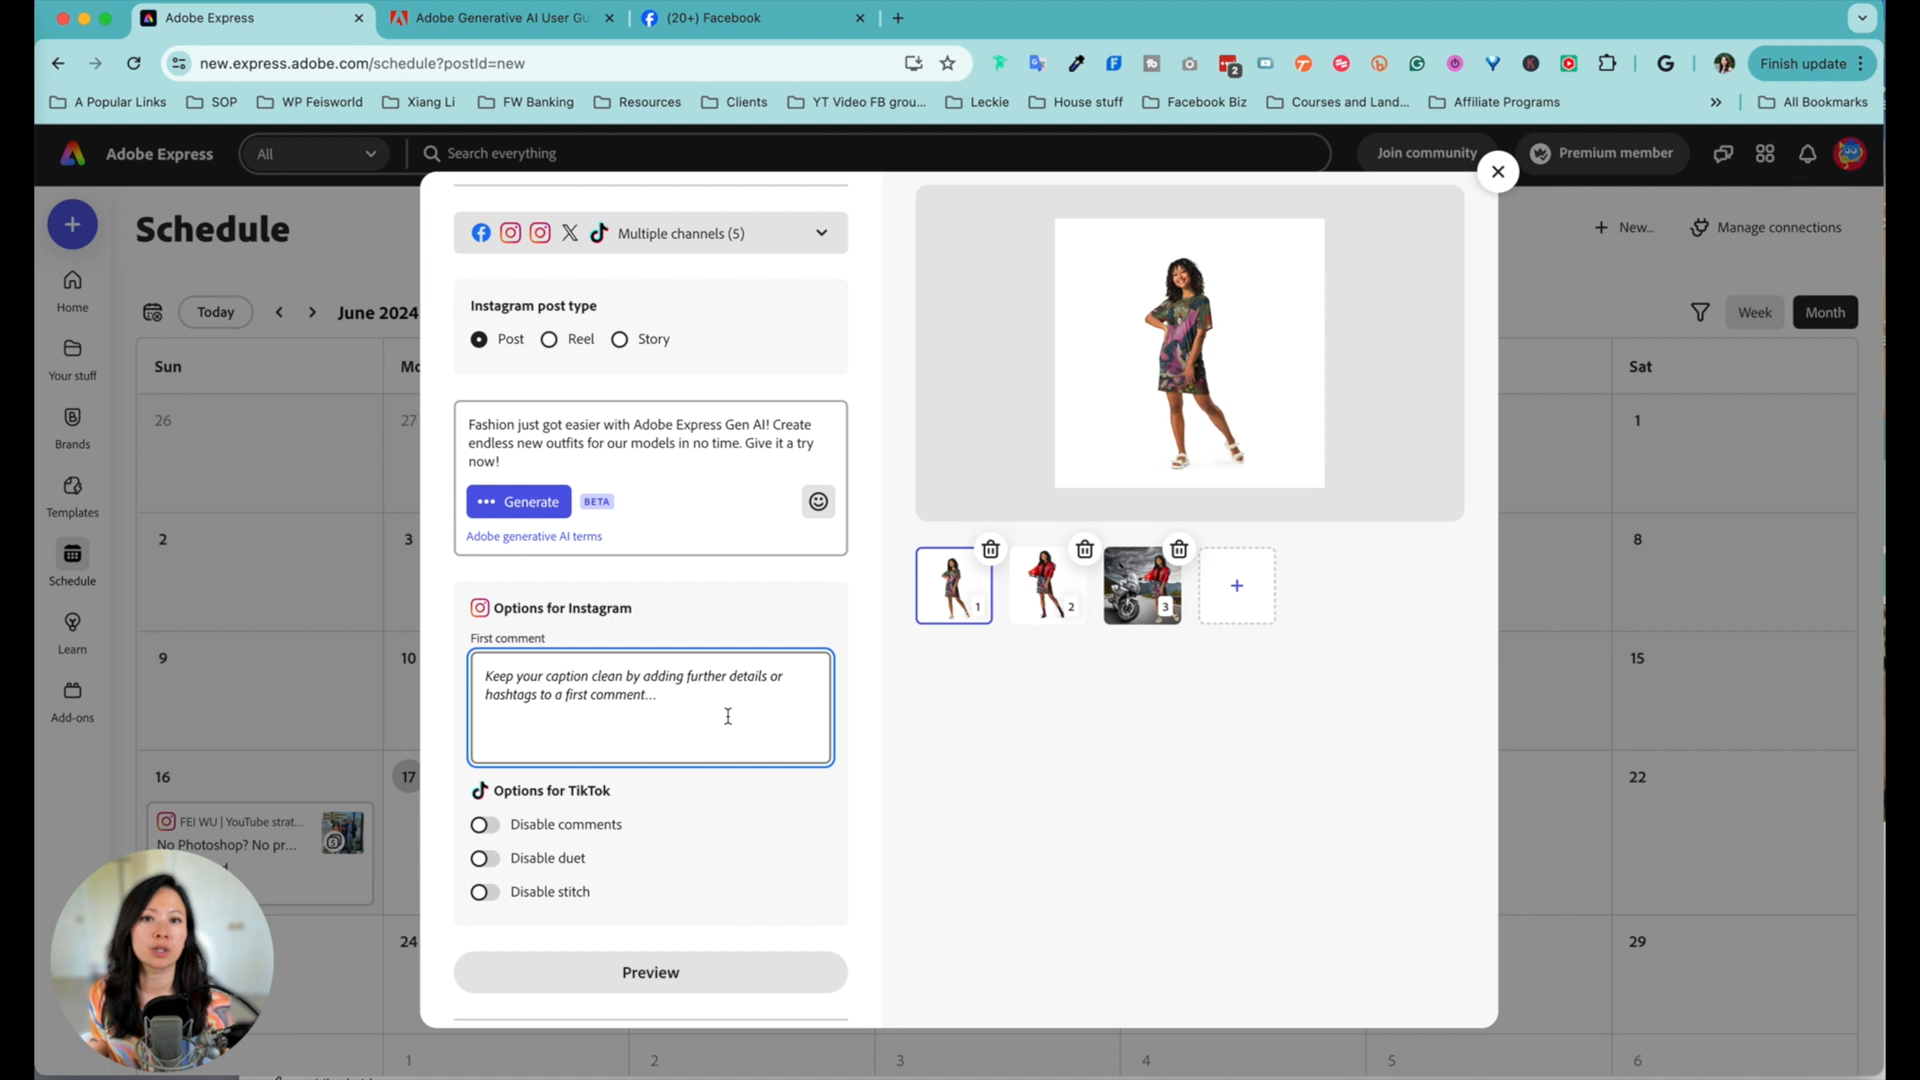 Adobe Express
Adobe Generative AI User Gu
(20+) Facebook
new.express.adobe.com/schedule?postId=new
2
Finish update
A Popular Links
SOP
WP Feisworld
Xiang Li
FW Banking
Resources
Clients
YT Video FB grou...
Leckie
House stuff
Facebook Biz
Courses and Land...
Affiliate Programs
All Bookmarks
Adobe Express
All
Search everything
Join community
Premium member
Schedule
New...
Manage connections
Today
June 2024
Week
Month
Home
Your stuff
Brands
Templates
Schedule
Learn
Add-ons
Sun
Mo
Sat
26
27
1
2
3
8
9
10
15
16
17
22
FEI WU | YouTube strat...
No Photoshop? No pr...
24
29
1
2
3
4
5
6
Multiple channels (5)
Instagram post type
Post
Reel
Story
Fashion just got easier with Adobe Express Gen AI! Create
endless new outfits for our models in no time. Give it a try
now!
Generate
BETA
Adobe generative AI terms
Options for Instagram
First comment
Keep your caption clean by adding further details or
hashtags to a first comment...
Options for TikTok
Disable comments
Disable duet
Disable stitch
Preview
1
2
3